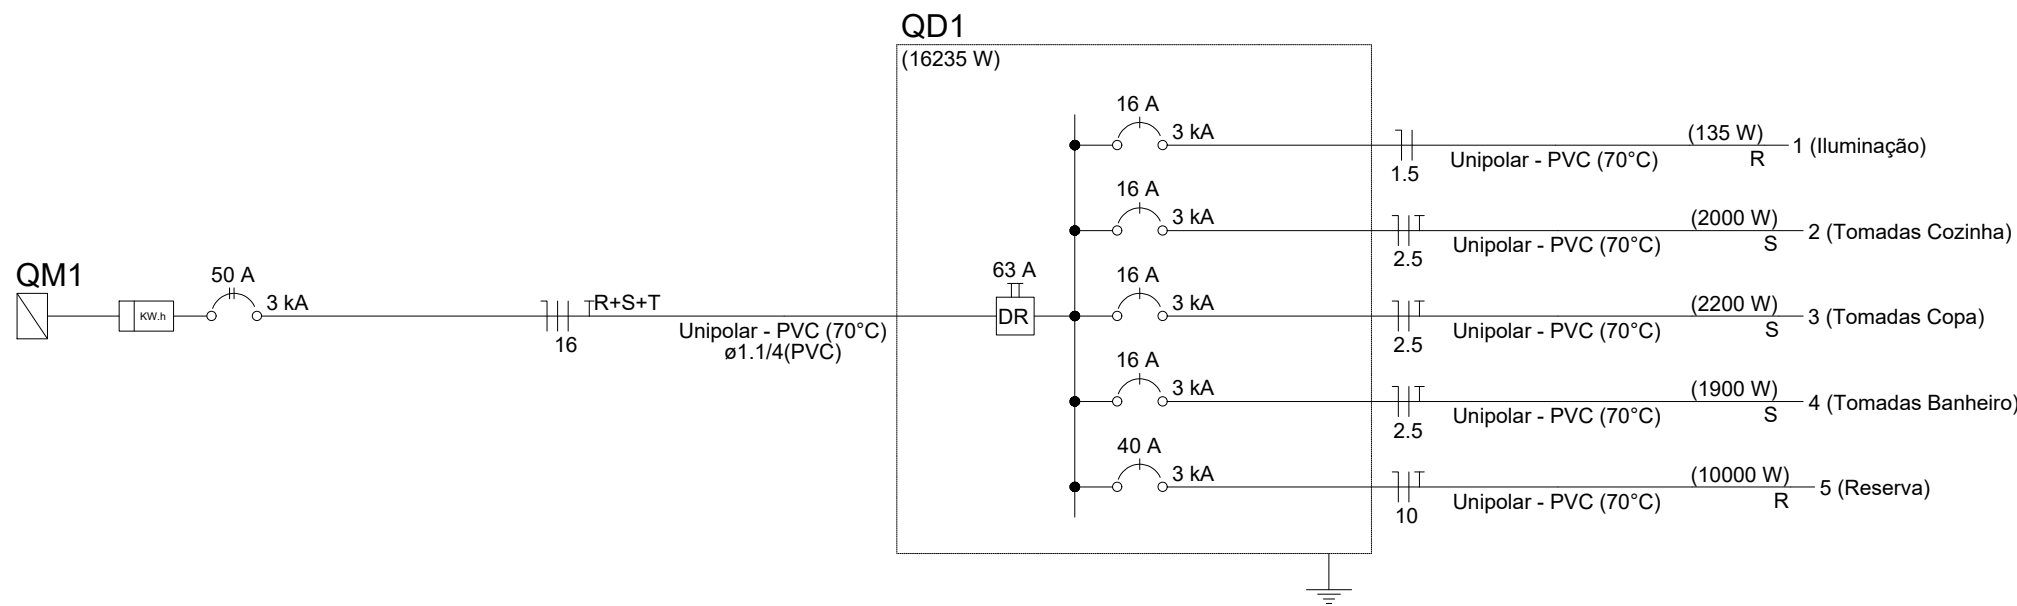 QD1
(16235 W)
16 A
3 kA
(135 W)
1 (Iluminação)
1.5
Unipolar - PVC (70°C)
R
16 A
3 kA
(2000 W)
2 (Tomadas Cozinha)
2.5
Unipolar - PVC (70°C)
S
QM1
KW.h
50 A
3 kA
R+S+T
16
Unipolar - PVC (70°C)
ø1.1/4(PVC)
63 A
DR
16 A
3 kA
(2200 W)
3 (Tomadas Copa)
2.5
Unipolar - PVC (70°C)
S
16 A
3 kA
(1900 W)
4 (Tomadas Banheiro)
2.5
Unipolar - PVC (70°C)
S
40 A
3 kA
(10000 W)
5 (Reserva)
10
Unipolar - PVC (70°C)
R